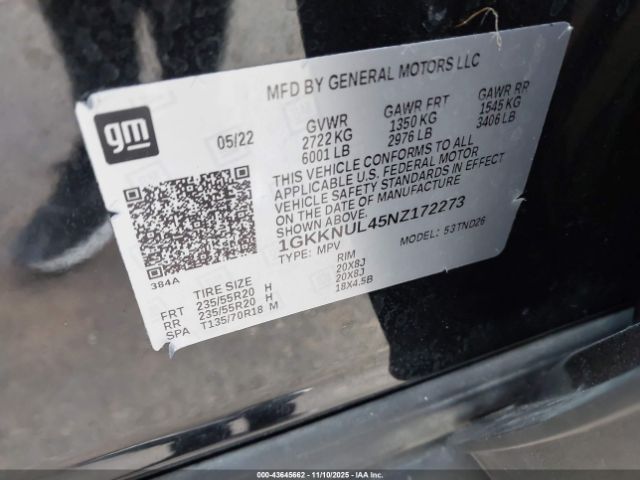 MFD BY GENERAL MOTORS LLC
gm
05/22
GVWR GAWR FRT GAWR RR
2722 KG 1350 KG 1545 KG
6001 LB 2976 LB 3406 LB
THIS VEHICLE CONFORMS TO ALL
APPLICABLE U.S. FEDERAL MOTOR
VEHICLE SAFETY STANDARDS IN EFFECT
ON THE DATE OF MANUFACTURE
SHOWN ABOVE.
1GKKNUL45NZ172273
TYPE: MPV MODEL: 53TND26
384A
TIRE SIZE RIM
FRT 235/55R20 H 20X8J
RR 235/55R20 H 20X8J
SPA T135/70R18 M 18X4.5B
000-43645662 - 11/10/2025 - IAAI.COM